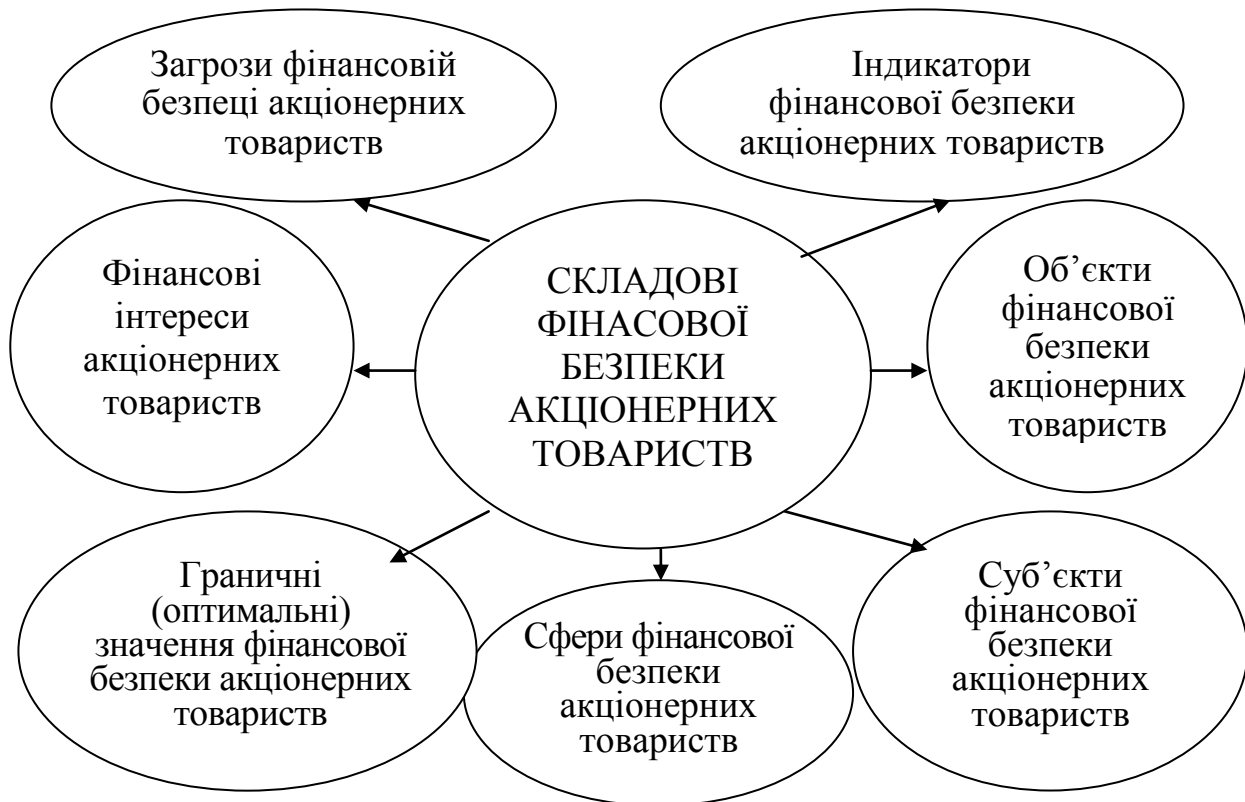 Загрози фінансовій
безпеці акціонерних
товариств
Індикатори
фінансової безпеки
акціонерних товариств
Фінансові
інтереси
акціонерних
товариств
СКЛАДОВІ
ФІНАСОВОЇ
БЕЗПЕКИ
АКЦІОНЕРНИХ
ТОВАРИСТВ
Об’єкти
фінансової
безпеки
акціонерних
товариств
Граничні
(оптимальні)
значення фінансової
безпеки акціонерних
товариств
Сфери фінансової
безпеки
акціонерних
товариств
Суб’єкти
фінансової
безпеки
акціонерних
товариств